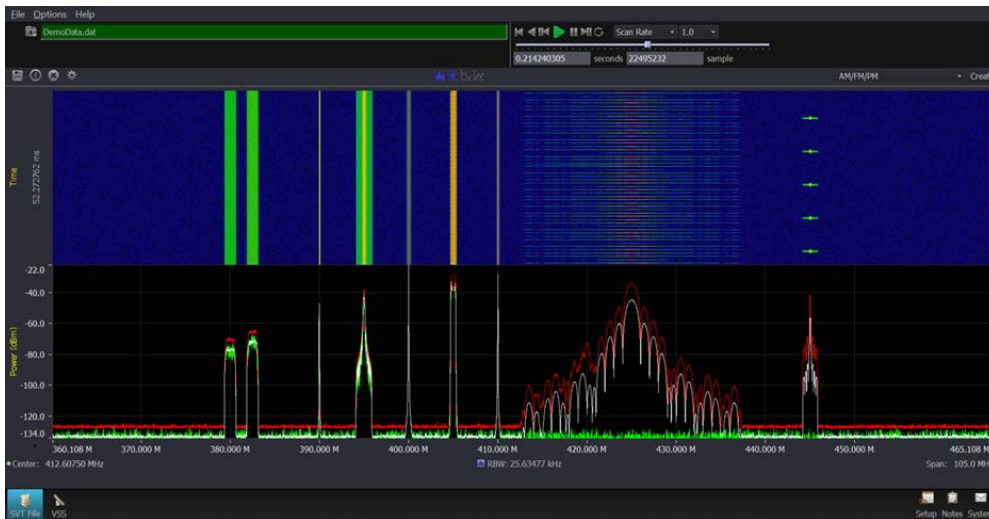 File Options Help
DemoData.dat
Scan Rate 1.0
0.214240305 seconds 22495232 sample
AM/FM/PM Creat
Time
52.272762 ms
-22.0
-40.0
-60.0
-80.0
-100.0
-120.0
-134.0
Power (dBm)
360.108 M 370.000 M 380.000 M 390.000 M 400.000 M 410.000 M 420.000 M 430.000 M 440.000 M 450.000 M 465.108 M
Center: 412.60750 MHz RBW: 25.63477 kHz Span: 105.0 MH
SVT File VSS Setup Notes System